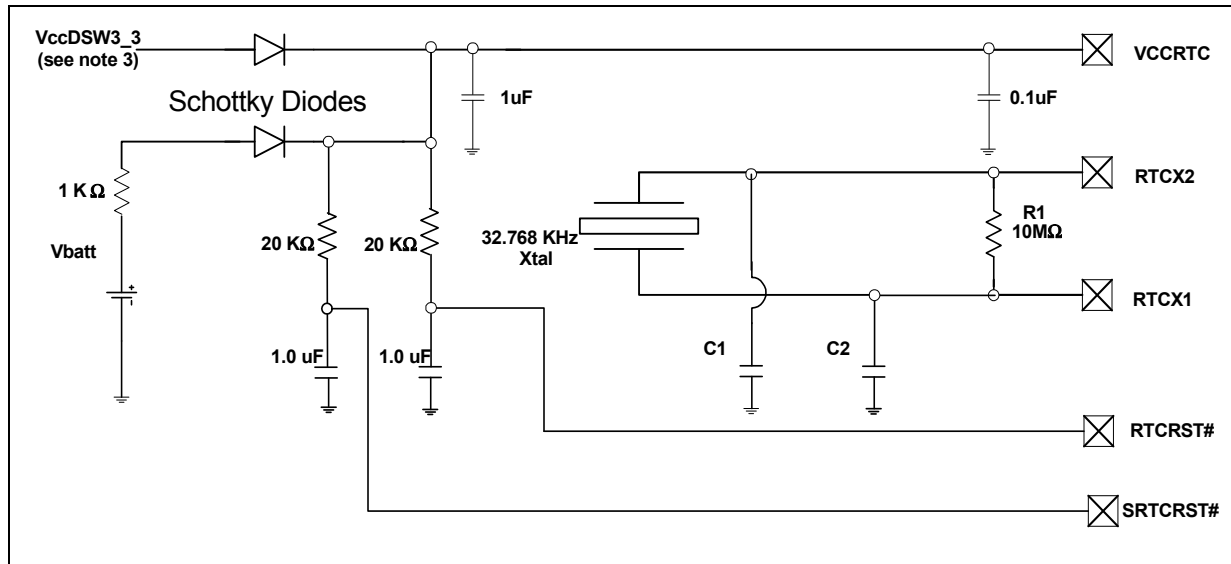 VccDSW3_3
(see note 3)
VCCRTC
1uF
0.1uF
Schottky Diodes
1 KΩ
RTCX2
R1
10MΩ
20 KΩ
20 KΩ
32.768 KHz
Xtal
Vbatt
+
-
RTCX1
1.0 uF
1.0 uF
C1
C2
RTCRST#
SRTCRST#